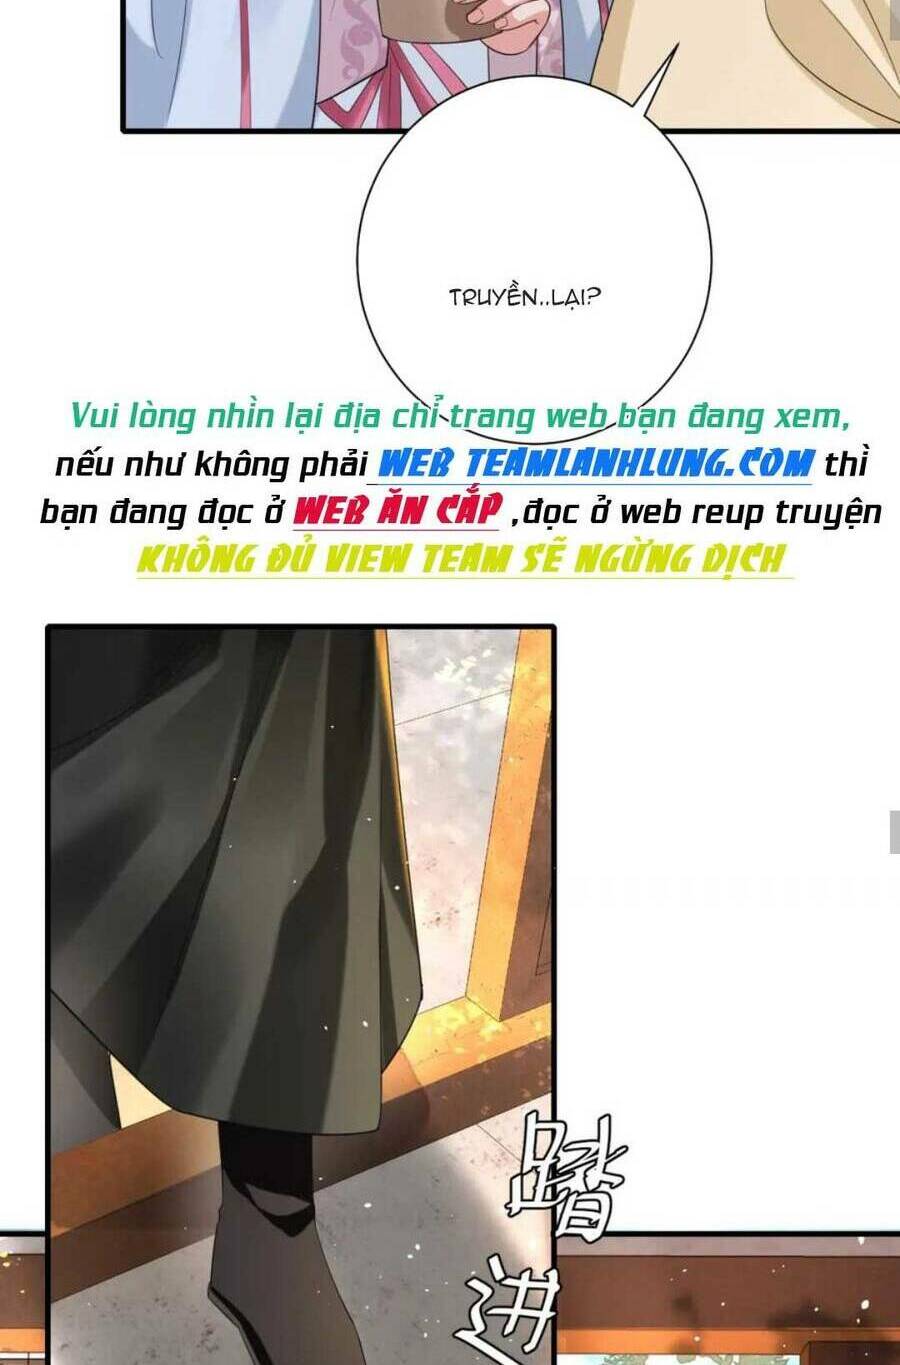 TRUYỀN..LẠI?
Vui lòng nhìn lại địa chỉ trang web bạn đang xem,
nếu như không phải WEB TEAMLANHLUNG.COM thì
bạn đang đọc ở WEB ĂN CẮP ,đọc ở web reup truyện
KHÔNG ĐỦ VIEW TEAM SẼ NGỪNG DỊCH
踏
进